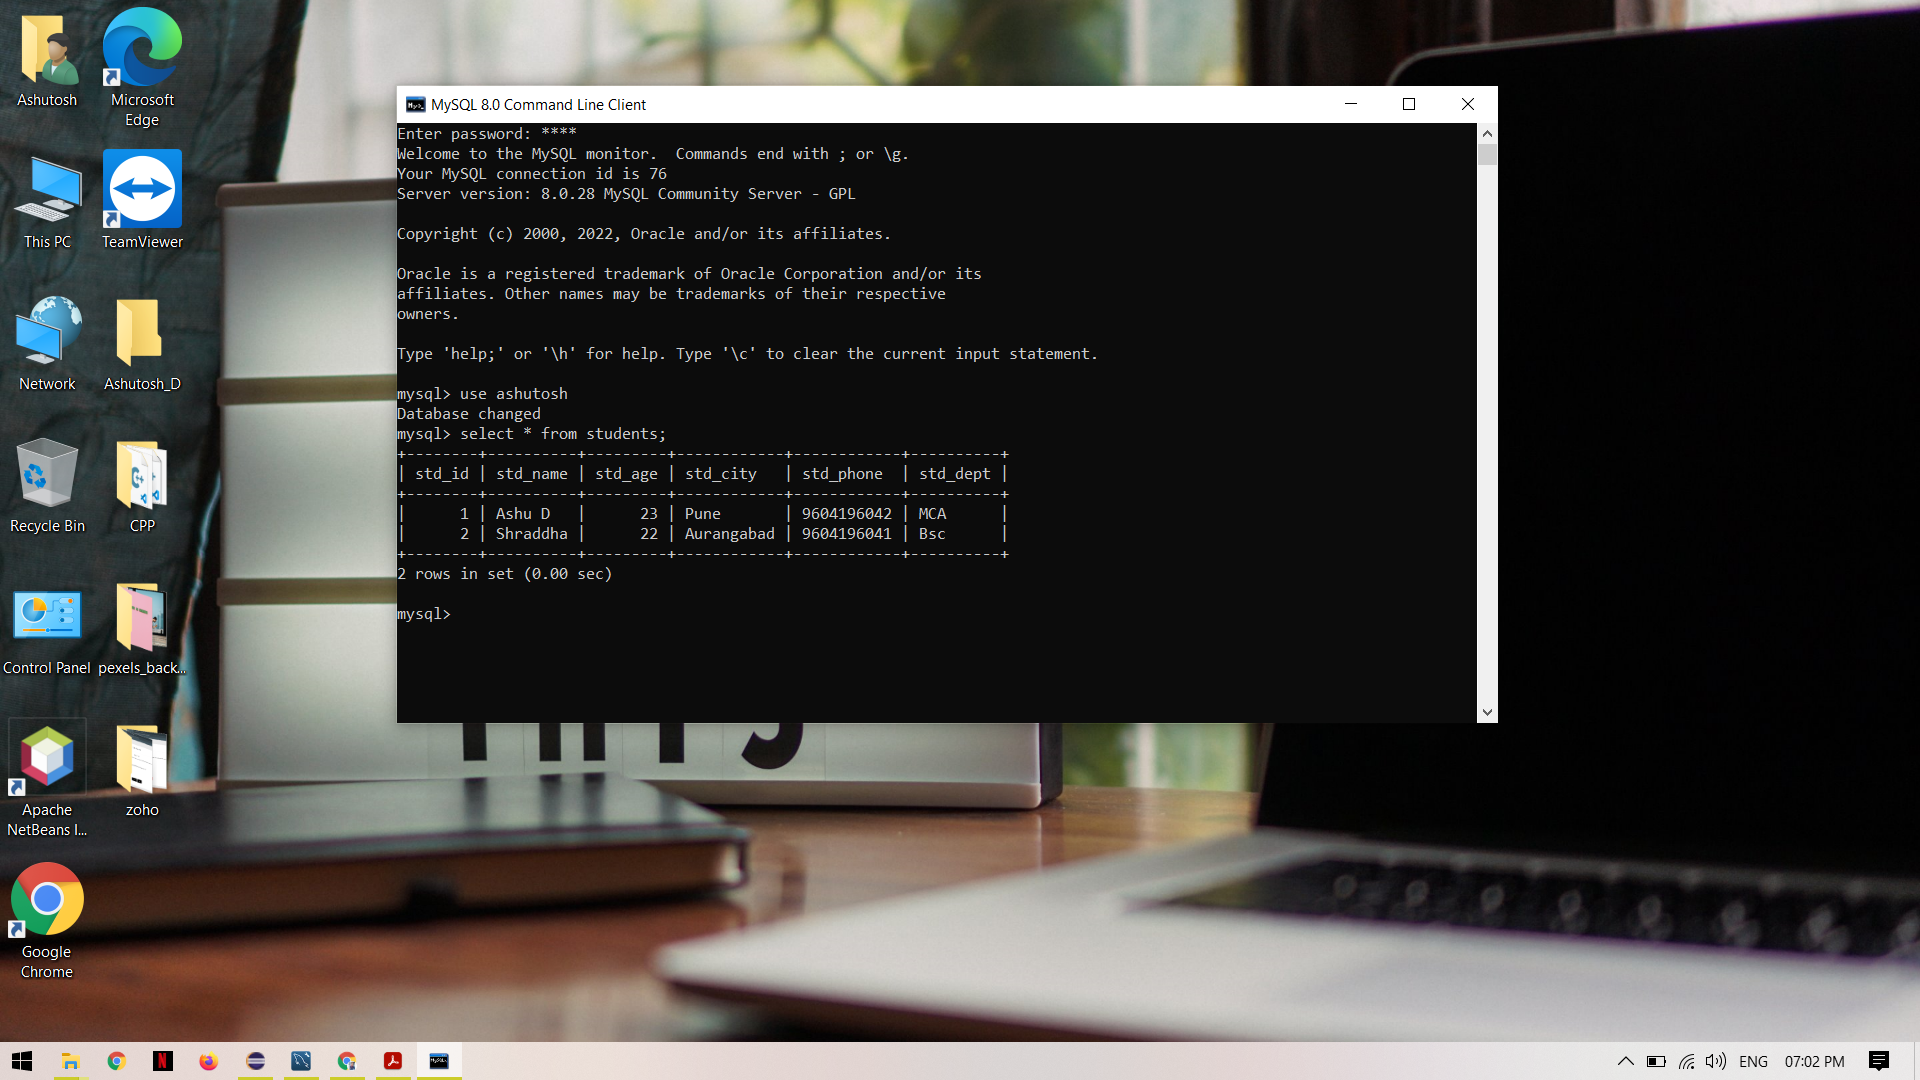 Ashutosh
Microsoft
Edge
This PC
TeamViewer
Network
Ashutosh_D
Recycle Bin
CPP
Control Panel
pexels_back...
Apache
NetBeans I...
zoho
Google
Chrome
MySQL 8.0 Command Line Client
Enter password: ****
Welcome to the MySQL monitor.  Commands end with ; or \g.
Your MySQL connection id is 76
Server version: 8.0.28 MySQL Community Server - GPL
Copyright (c) 2000, 2022, Oracle and/or its affiliates.
Oracle is a registered trademark of Oracle Corporation and/or its
affiliates. Other names may be trademarks of their respective
owners.
Type 'help;' or '\h' for help. Type '\c' to clear the current input statement.
mysql> use ashutosh
Database changed
mysql> select * from students;
+--------+----------+---------+------------+------------+----------+
| std_id | std_name | std_age | std_city   | std_phone  | std_dept |
+--------+----------+---------+------------+------------+----------+
|      1 | Ashu D   |      23 | Pune       | 9604196042 | MCA      |
|      2 | Shraddha |      22 | Aurangabad | 9604196041 | Bsc      |
+--------+----------+---------+------------+------------+----------+
2 rows in set (0.00 sec)
mysql>
ENG
07:02 PM